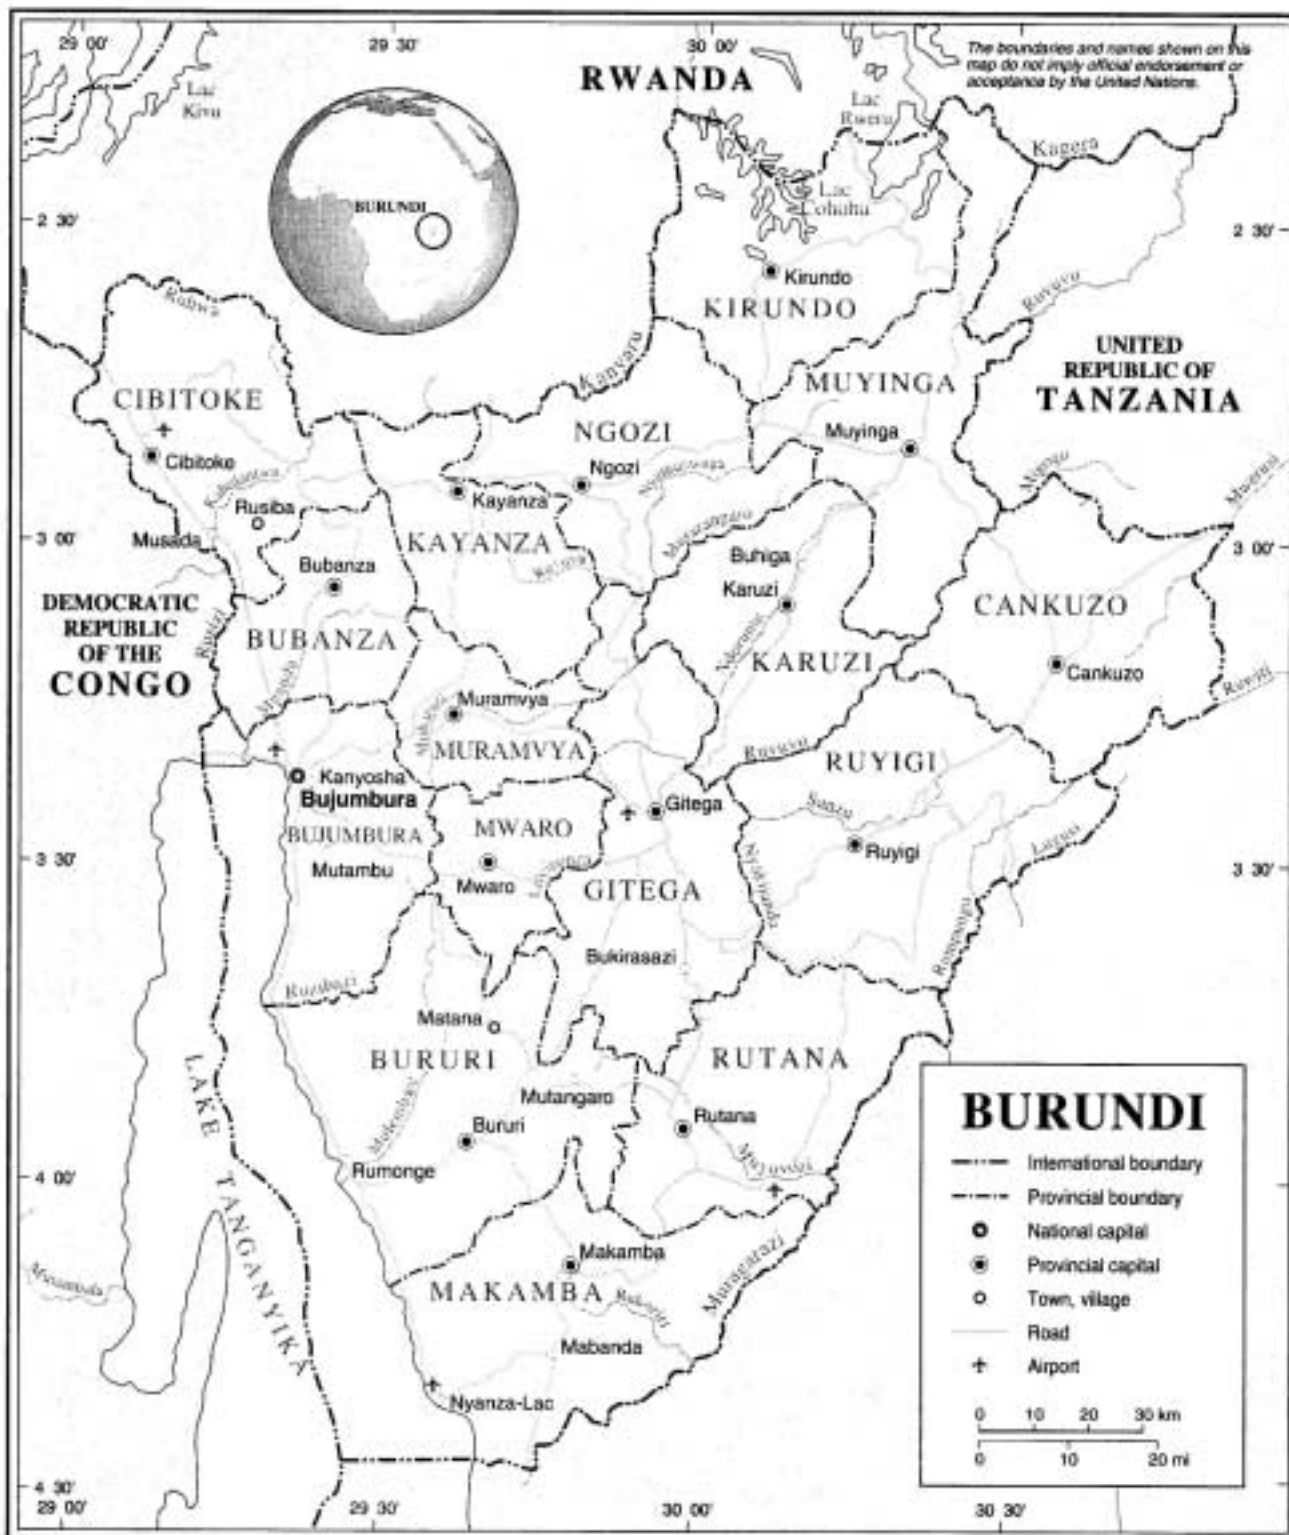 29 00'
29 30'
30 00'
The boundaries and names shown on this
map do not imply official endorsement or
acceptance by the United Nations.
RWANDA
Lac
Kivu
Lac
Rweru
Kagera
BURUNDI
Lac
Cohoha
2 30'
2 30'
Kirundo
KIRUNDO
Ruvuvu
Ruhwa
Kanyaru
UNITED
REPUBLIC OF
TANZANIA
CIBITOKE
MUYINGA
NGOZI
Muyinga
Cibitoke
Ngozi
Kayanza
Rusiba
Musada
3 00'
3 00'
KAYANZA
Buhiga
Bubanza
Karuzi
DEMOCRATIC
REPUBLIC
OF THE
CONGO
CANKUZO
BUBANZA
KARUZI
Cankuzo
Muramvya
MURAMVYA
Ruvuvu
RUYIGI
Kanyosha
Bujumbura
Gitega
BUJUMBURA
MWARO
Sanzu
Ruyigi
3 30'
3 30'
Mutambu
Mwaro
GITEGA
Bukirasazi
Matana
BURURI
RUTANA
LAKE TANGANYIKA
Mutangaro
Bururi
Rutana
Rumonge
4 00'
Makamba
MAKAMBA
Muragarazi
Mabanda
Nyanza-Lac
BURUNDI
International boundary
Provincial boundary
National capital
Provincial capital
Town, village
Road
Airport
0 10 20 30 km
0 10 20 mi
4 30'
29 00'
29 30'
30 00'
30 30'